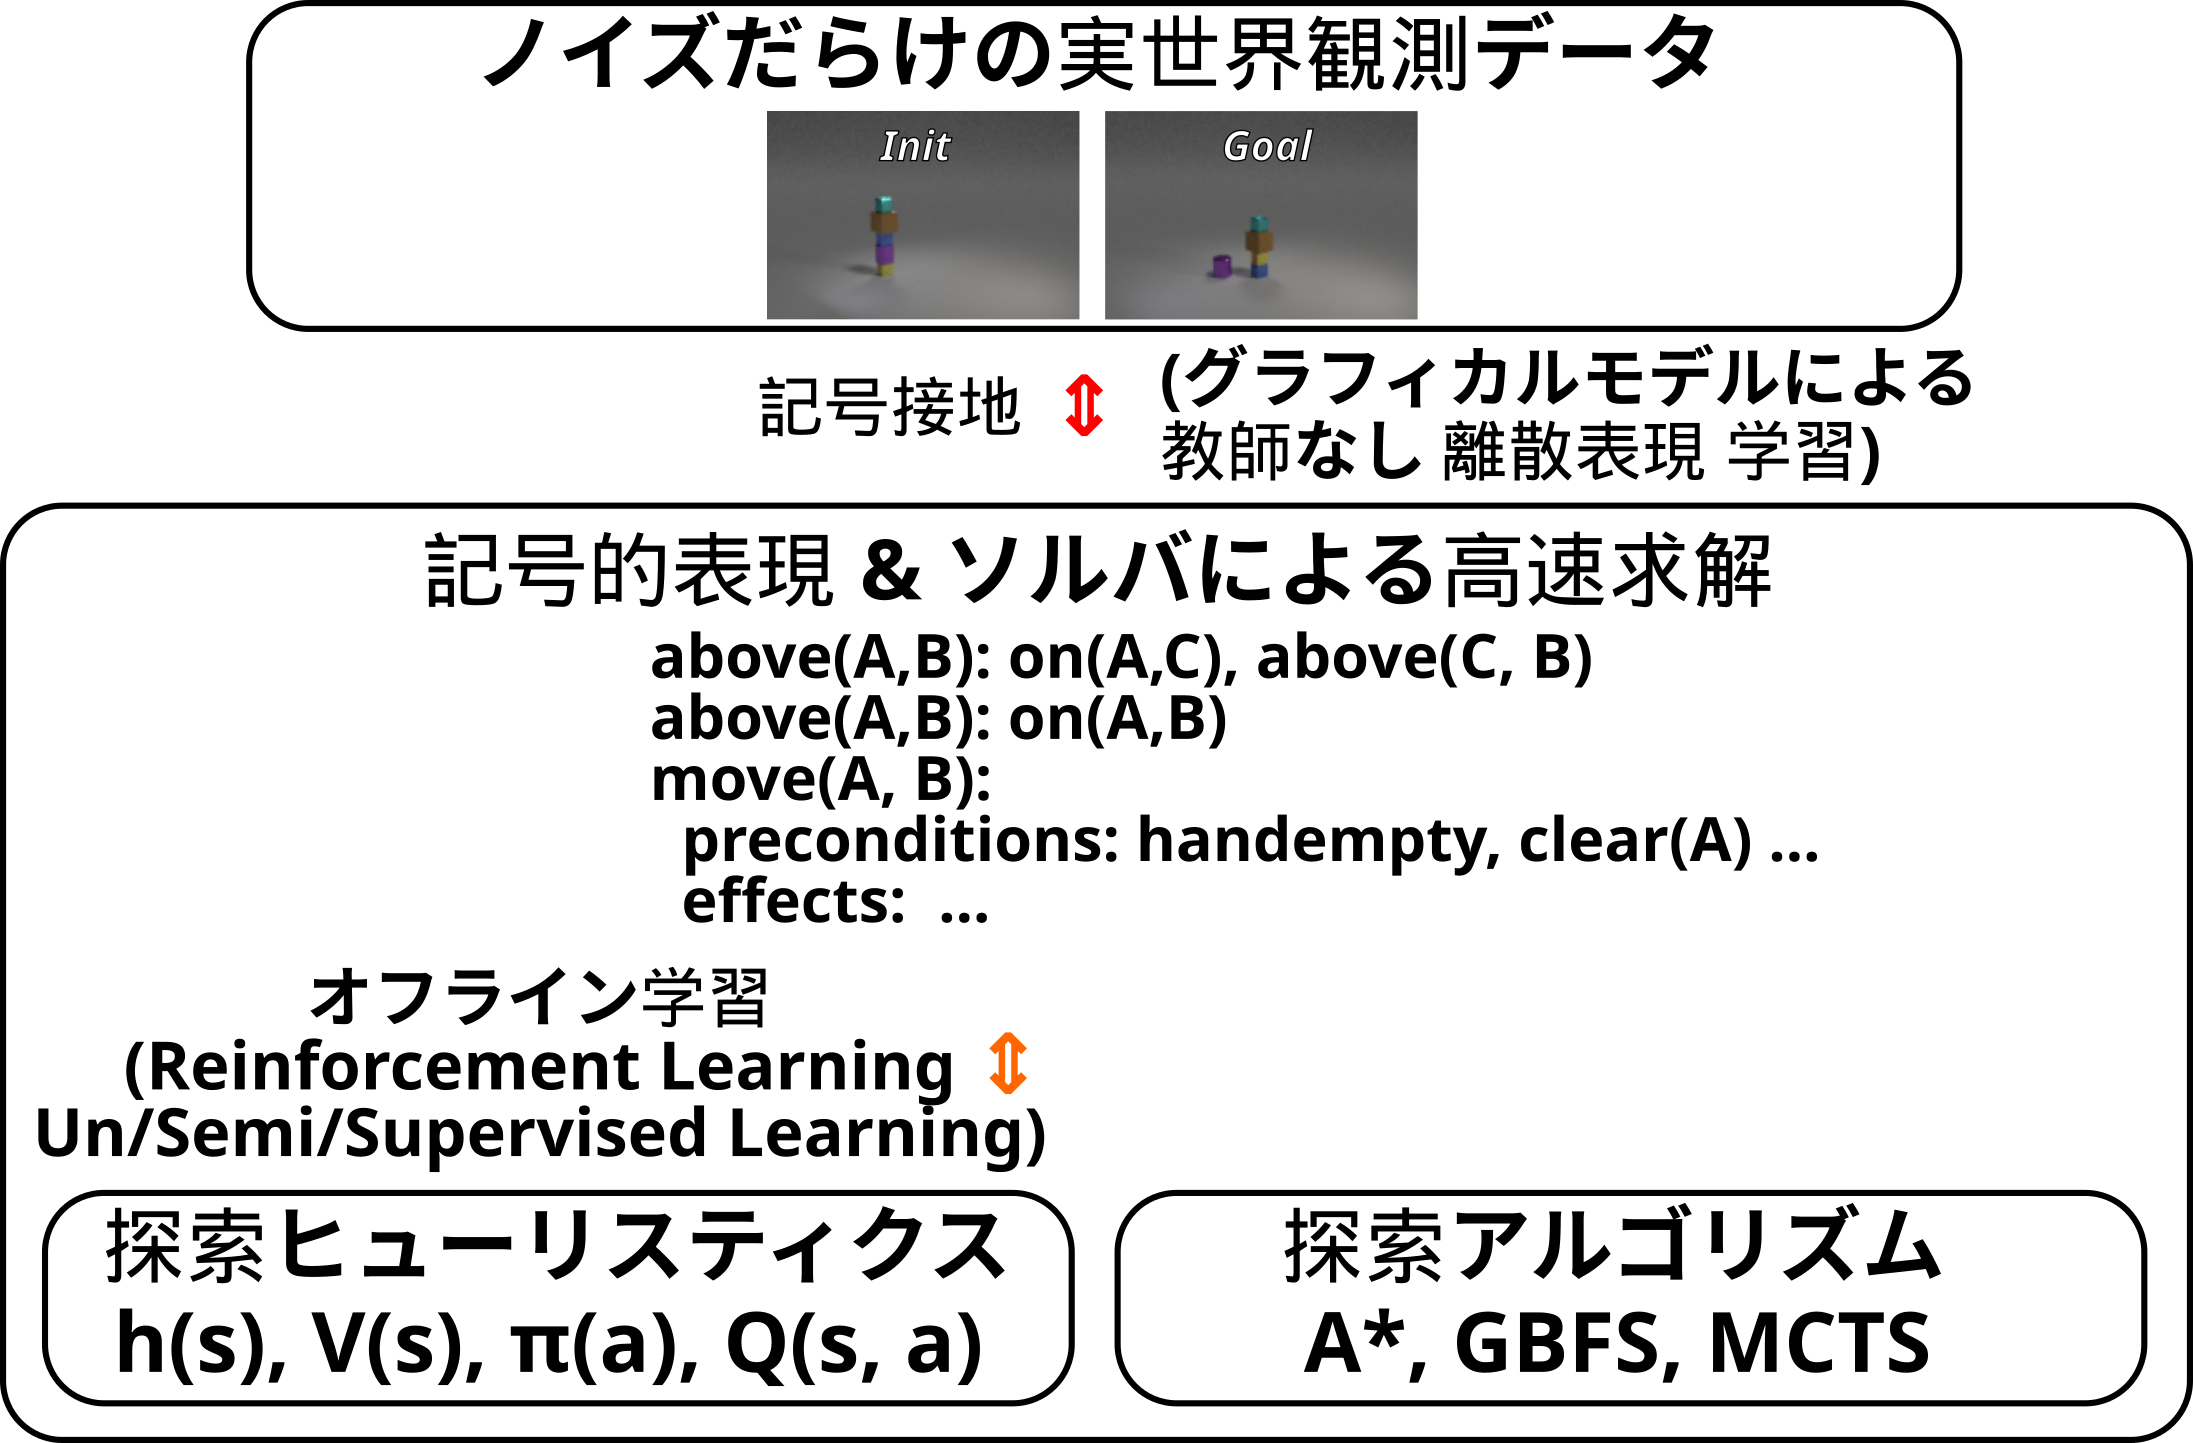 ノイズだらけの実世界観測データ
Init
Goal
記号接地 ⇕
(グラフィカルモデルによる
教師なし 離散表現 学習)
記号的表現 & ソルバによる高速求解
above(A,B): on(A,C), above(C, B)
above(A,B): on(A,B)
move(A, B):
preconditions: handempty, clear(A) ...
effects: ...
オフライン学習
(Reinforcement Learning ⇕
Un/Semi/Supervised Learning)
探索ヒューリスティクス
h(s), V(s), π(a), Q(s, a)
探索アルゴリズム
A*, GBFS, MCTS